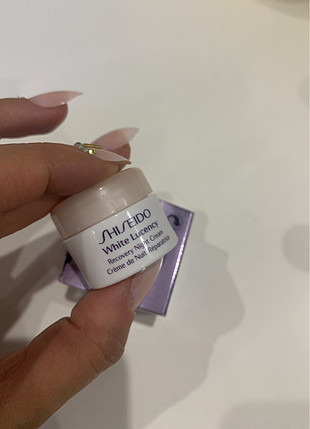 SHISEIDO
White Lucency
Recovery Night Cream
Crème de Nuit Réparatrice